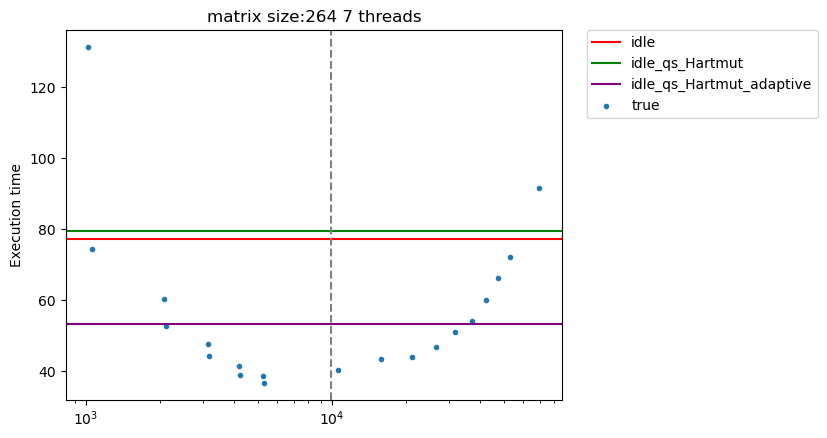 matrix size:264 7 threads
idle
idle_qs_Hartmut
idle_qs_Hartmut_adaptive
true
Execution time
120
100
80
60
40
10³
10⁴